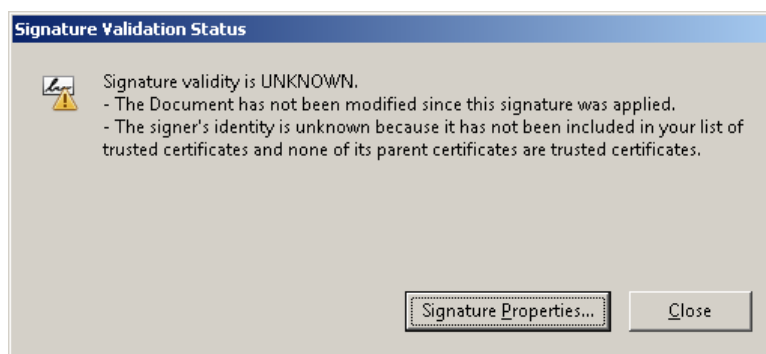 Signature Validation Status
Signature validity is UNKNOWN.
- The Document has not been modified since this signature was applied.
- The signer's identity is unknown because it has not been included in your list of
trusted certificates and none of its parent certificates are trusted certificates.
Signature Properties...
Close